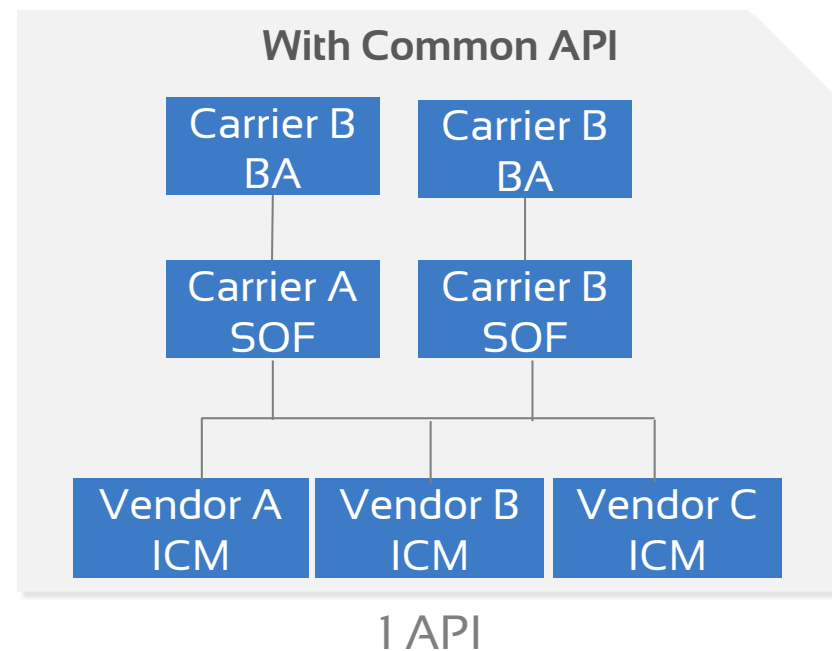 With Common API
Carrier B
BA
Carrier B
BA
Carrier A
SOF
Carrier B
SOF
Vendor A
ICM
Vendor B
ICM
Vendor C
ICM
1 API